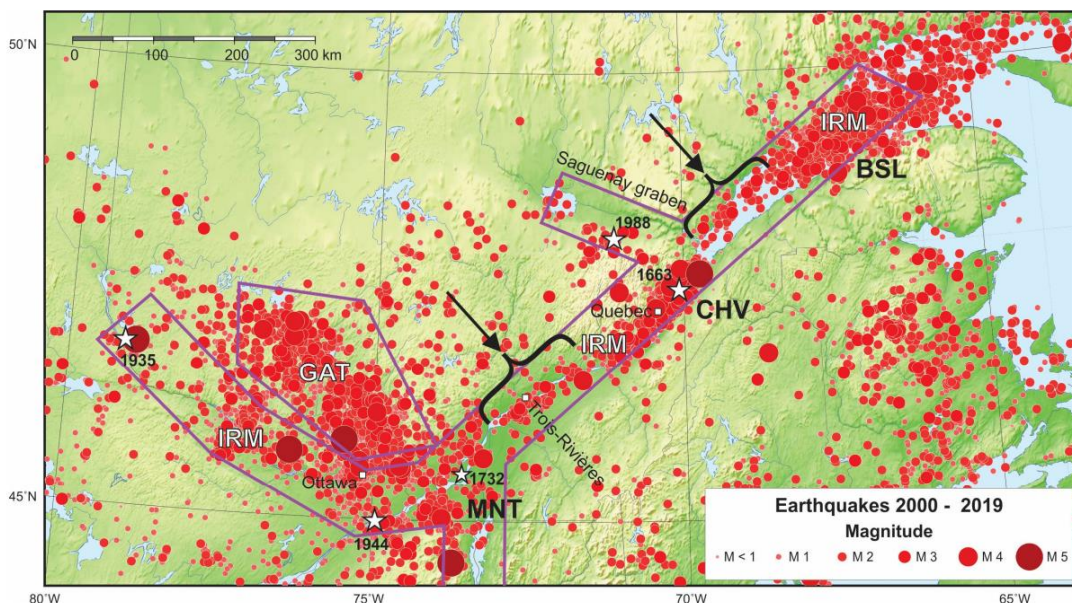 50°N
0 100 200 300 km
IRM
BSL
Saguenay graben
1988
1663
Quebec
CHV
1935
GAT
IRM
IRM
Trois-Rivières
Ottawa
1732
MNT
45°N
1944
Earthquakes 2000 - 2019
Magnitude
M < 1 M 1 M 2 M 3 M 4 M 5
80°W 75°W 70°W 65°W